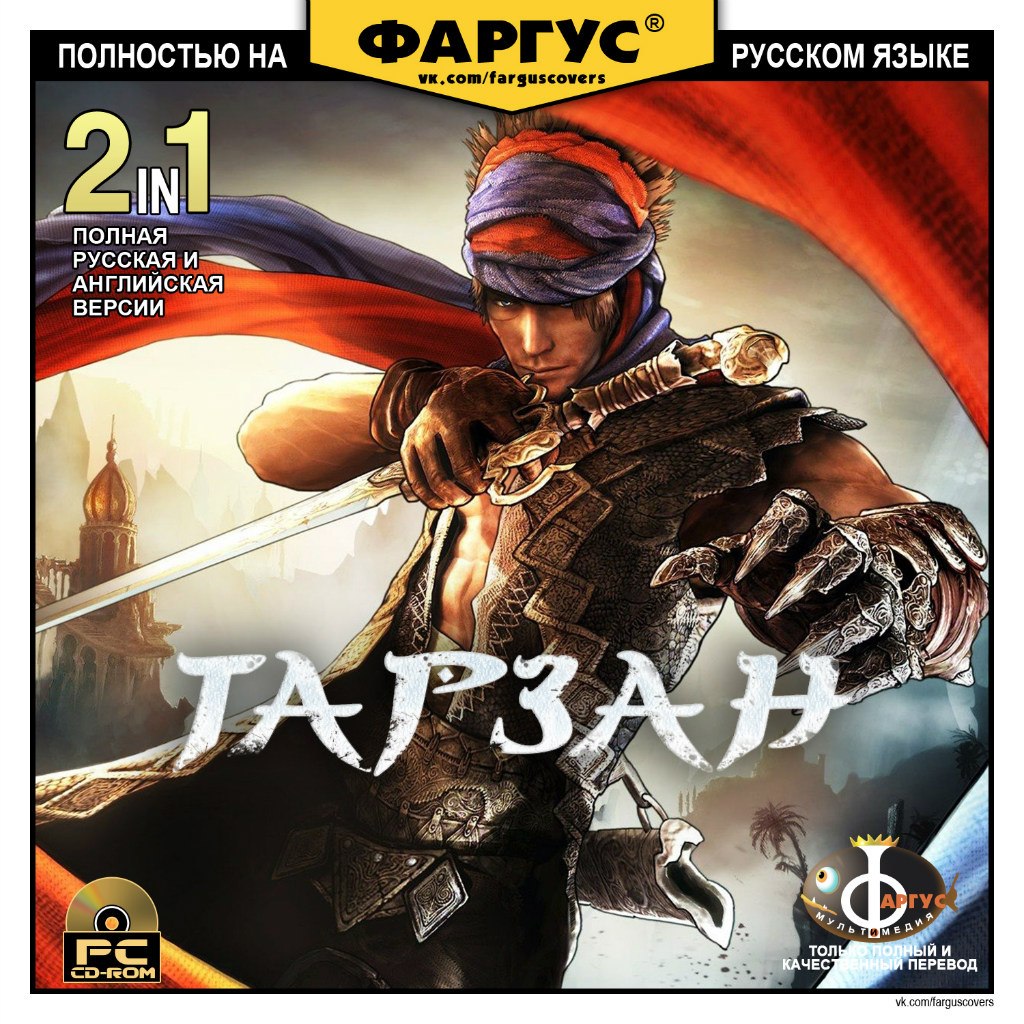 ФАРГУС®
vk.com/farguscovers
ПОЛНОСТЬЮ НА РУССКОМ ЯЗЫКЕ
2 IN 1
ПОЛНАЯ
РУССКАЯ И
АНГЛИЙСКАЯ
ВЕРСИИ
ТАРЗАН
PC
CD-ROM
ФАРГУС
МУЛЬТИМЕДИЯ
ТОЛЬКО ПОЛНЫЙ И
КАЧЕСТВЕННЫЙ ПЕРЕВОД
vk.com/farguscovers